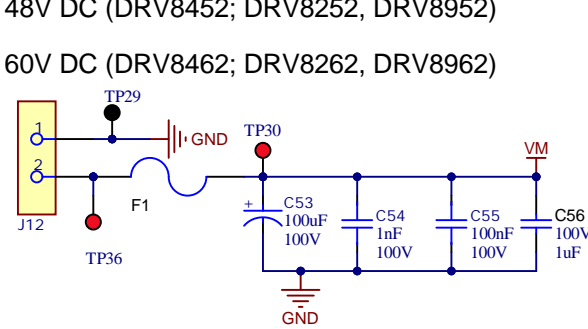 48V DC (DRV8452; DRV8252, DRV8952)
60V DC (DRV8462; DRV8262, DRV8962)
TP29
1
GND
TP30
VM
2
F1
J12
TP36
+
C53
100uF
100V
C54
1nF
100V
C55
100nF
100V
C56
100V
1uF
GND